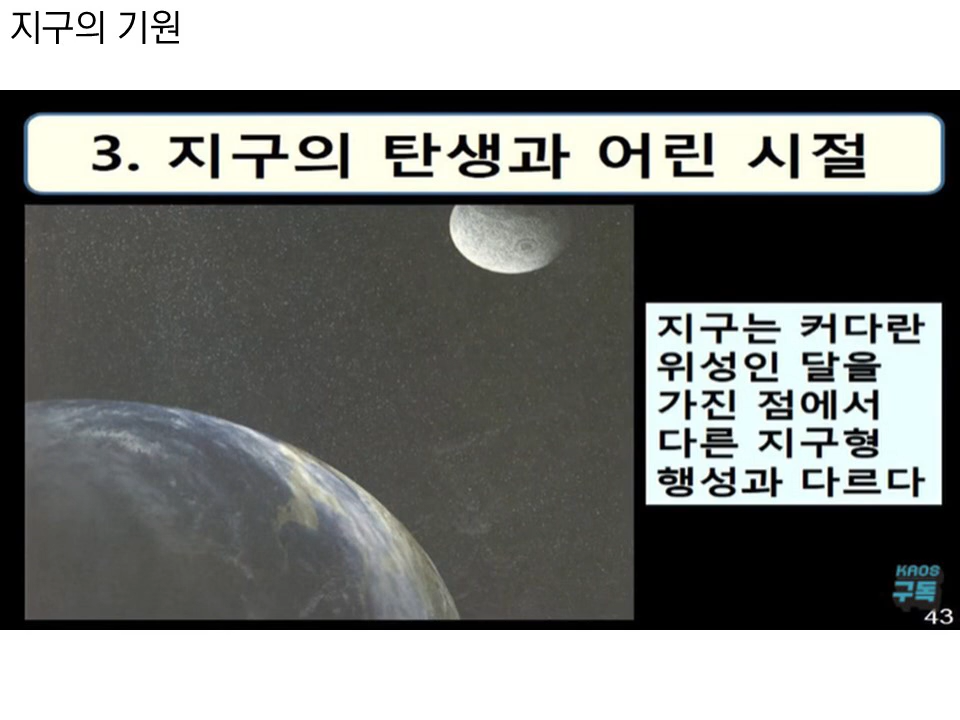 지구의 기원
3. 지구의 탄생과 어린 시절
지구는 커다란
위성인 달을
가진 점에서
다른 지구형
행성과 다르다
KAOS
구독
43